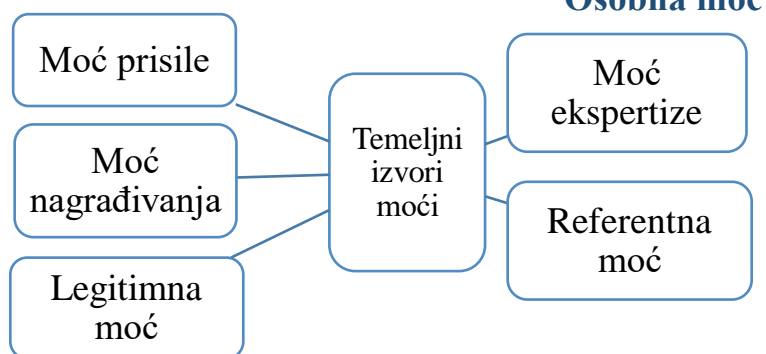 Osobna moć
Moć prisile
Moć
nagrađivanja
Legitimna
moć
Temeljni
izvori
moći
Moć
ekspertize
Referentna
moć